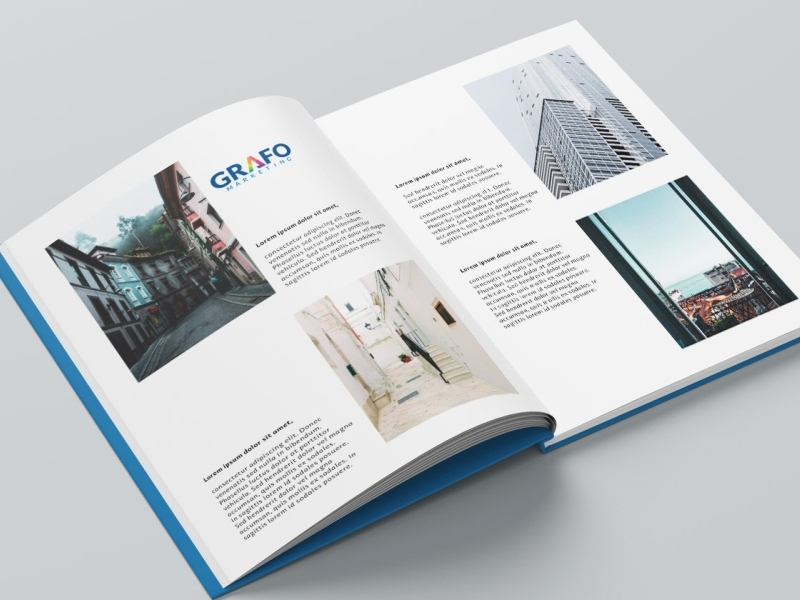 GRAFO
MARKETING
Lorem ipsum dolor sit amet,
consectetur adipiscing elit. Donec
venenatis sed nulla in bibendum.
Phasellus luctus dolor at porttitor
vehicula. Sed hendrerit dolor vel magna
accumsan, quis mollis ex sodales, in
sagittis lorem id sodales posuere.
Lorem ipsum dolor sit amet,
consectetur adipiscing elit. Donec
venenatis sed nulla in bibendum.
Phasellus luctus dolor at porttitor
vehicula. Sed hendrerit dolor vel magna
accumsan, quis mollis ex sodales.
in sagittis lorem id sodales posuere.
Sed hendrerit dolor vel magna
accumsan, quis mollis ex sodales. In
sagittis lorem id sodales posuere.
Lorem ipsum dolor sit amet,
Sed hendrerit dolor vel magna
accumsan, quis mollis ex sodales. In
sagittis lorem id sodales posuere.
consectetur adipiscing elit. Donec
venenatis sed nulla in bibendum.
Phasellus luctus dolor at porttitor
vehicula. Sed hendrerit dolor vel magna
accumsan, quis mollis ex sodales. In
sagittis lorem id sodales posuere.
Lorem ipsum dolor sit amet,
consectetur adipiscing elit. Donec
venenatis sed nulla in bibendum.
Phasellus luctus dolor at porttitor
vehicula. Sed hendrerit dolor vel magna
accumsan, quis mollis ex sodales.
in sagittis lorem id sodales posuere.
Sed hendrerit dolor vel magna
accumsan, quis mollis ex sodales. In
sagittis lorem id sodales posuere.